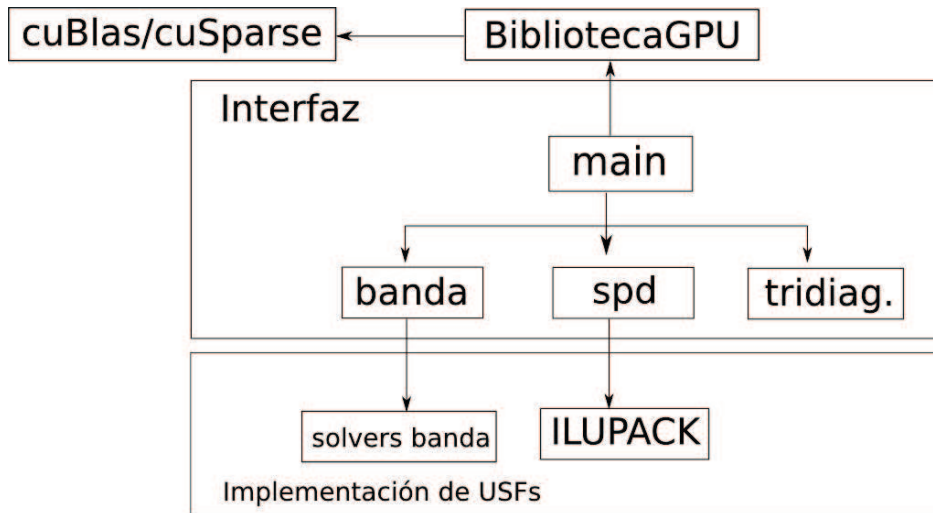 cuBlas/cuSparse
BibliotecaGPU
Interfaz
main
banda
spd
tridiag.
solvers banda
ILUPACK
Implementación de USFs